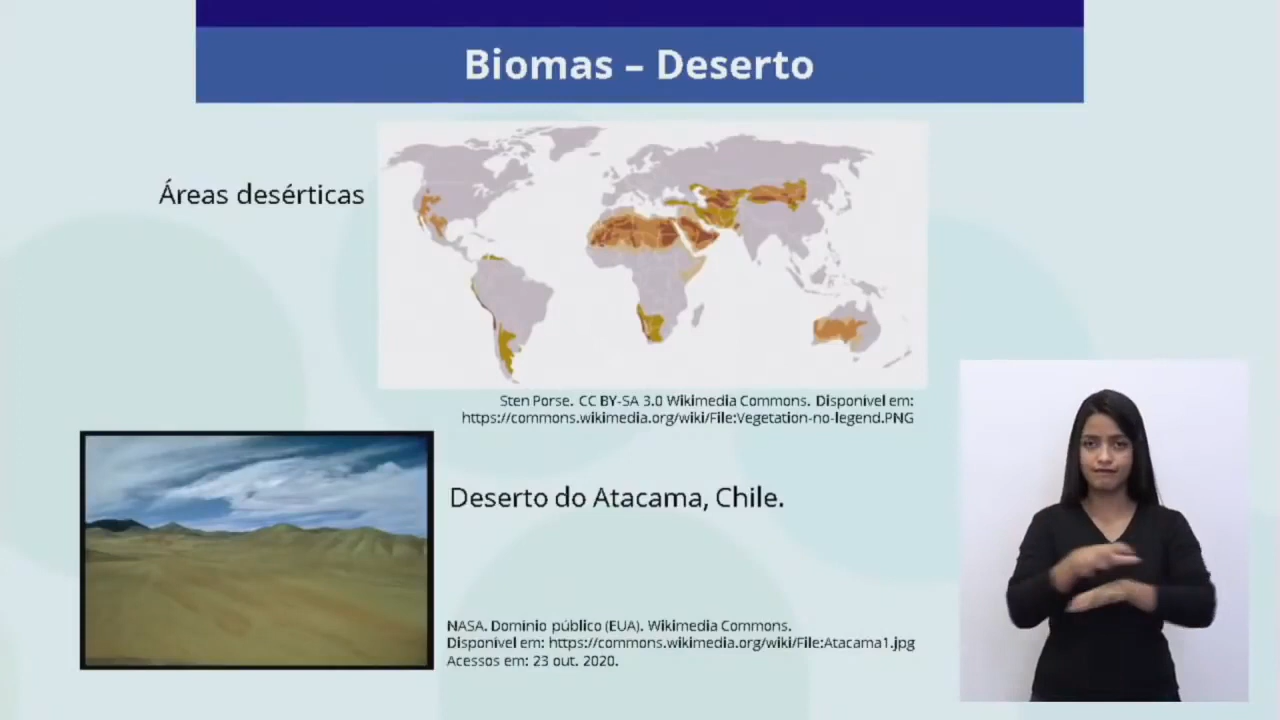 Biomas – Deserto
Áreas desérticas
Sten Porse. CC BY-SA 3.0 Wikimedia Commons. Disponível em:
https://commons.wikimedia.org/wiki/File:Vegetation-no-legend.PNG
Deserto do Atacama, Chile.
NASA. Domínio público (EUA). Wikimedia Commons.
Disponível em: https://commons.wikimedia.org/wiki/File:Atacama1.jpg
Acessos em: 23 out. 2020.